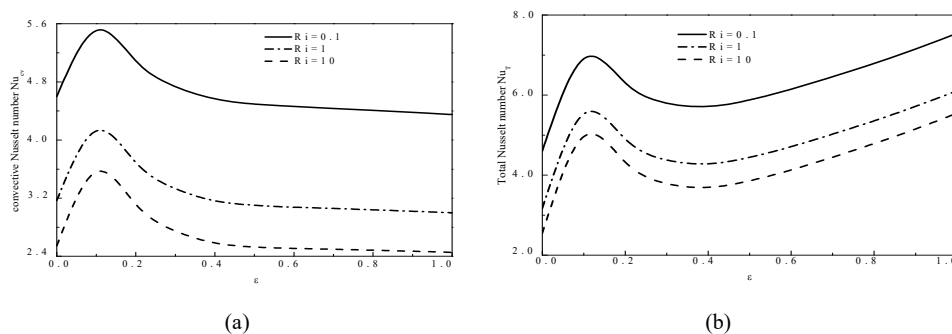 5.6
4.8
4.0
3.2
2.4
convective Nusselt number Nu_cv
Ri=0.1
Ri=1
Ri=10
0.0 0.2 0.4 0.6 0.8 1.0
ε
(a)
8.0
6.0
4.0
2.0
Total Nusselt number Nu_T
Ri=0.1
Ri=1
Ri=10
0.0 0.2 0.4 0.6 0.8 1.0
ε
(b)